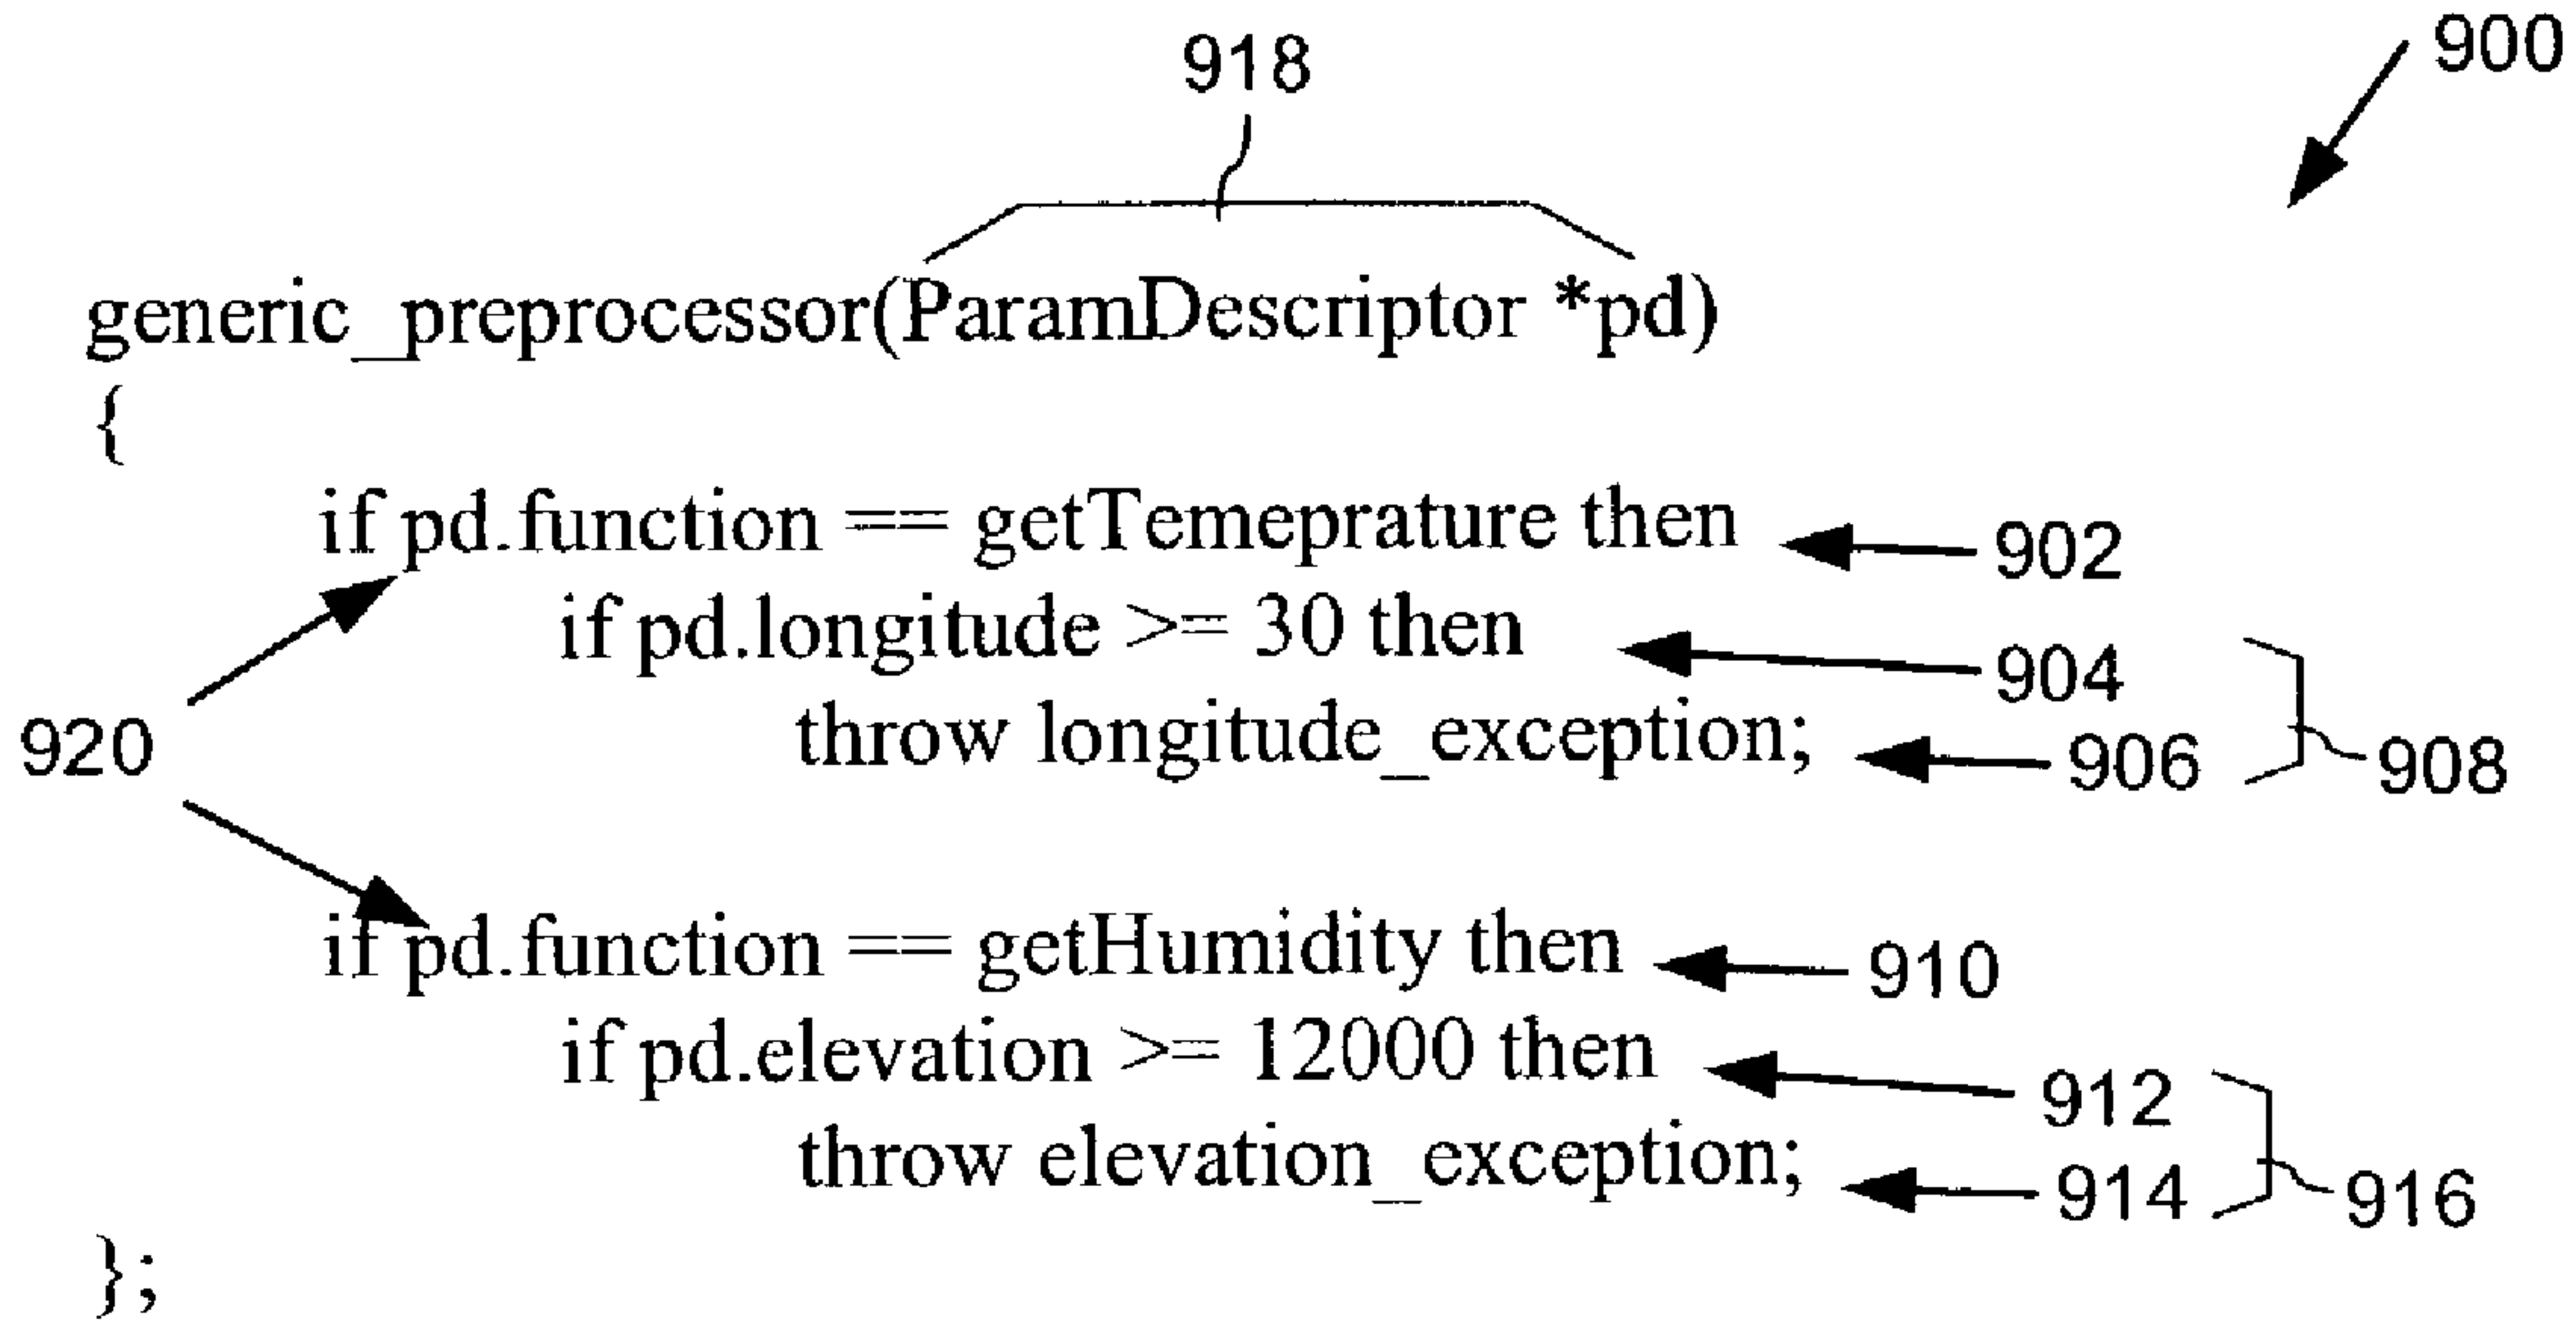 900
918
generic_preprocessor(ParamDescriptor *pd)
{
if pd.function == getTemeprature then 902
if pd.longitude >= 30 then 904
throw longitude_exception; 906 908
920
if pd.function == getHumidity then 910
if pd.elevation >= 12000 then 912
throw elevation_exception; 914 916
};